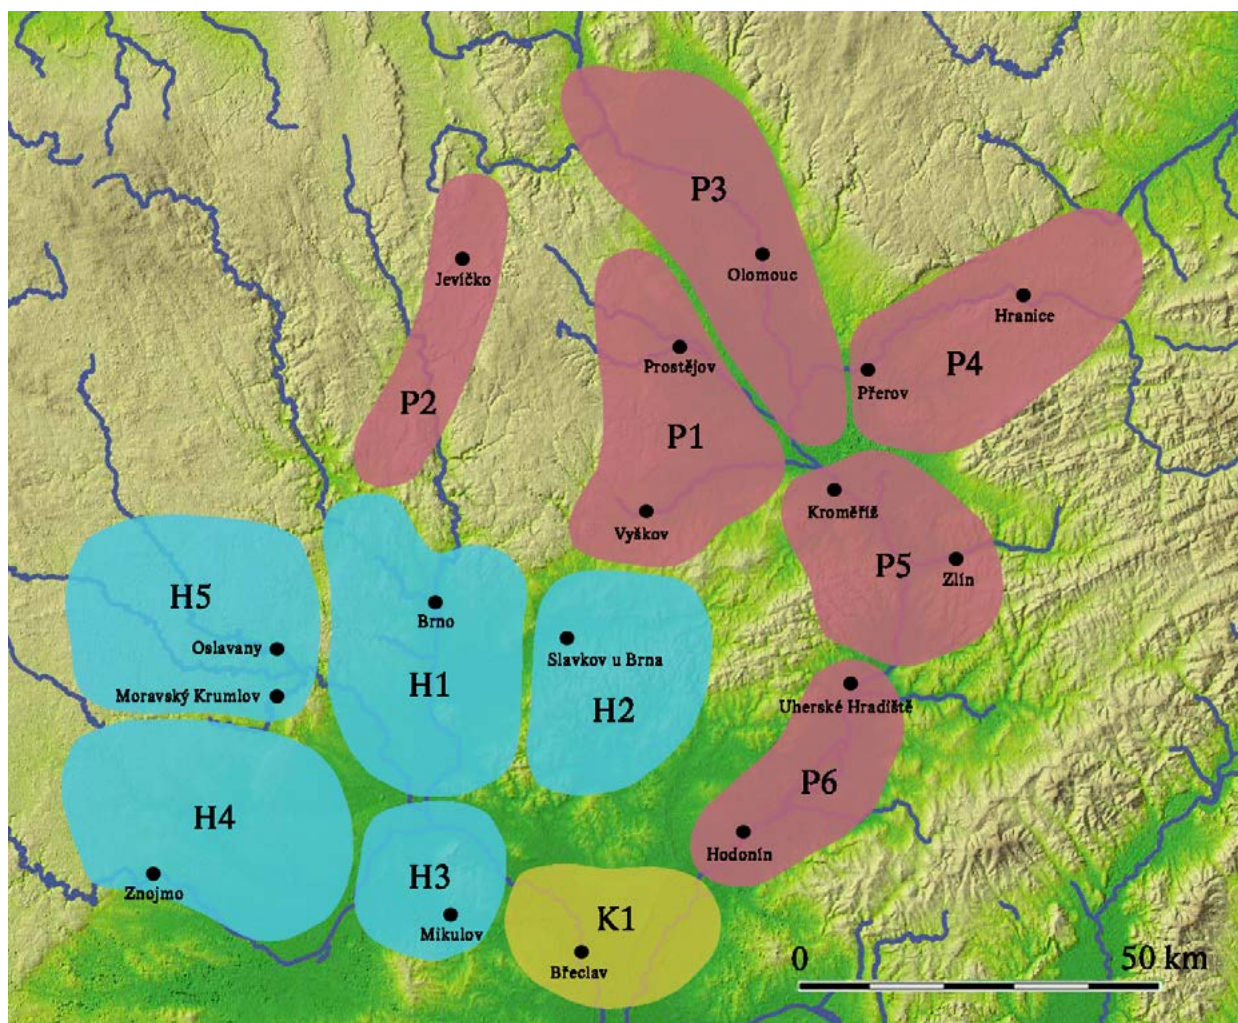 P3
Olomouc
Jevíčko
Hranice
Prostějov
P4
Přerov
P2
P1
Kroměříž
Vyškov
P5
Zlín
H5
Brno
Oslavany
Slavkov u Brna
H1
Moravský Krumlov
H2
Uherské Hradiště
P6
H4
Hodonín
H3
Znojmo
K1
Mikulov
Břeclav
0 50 km